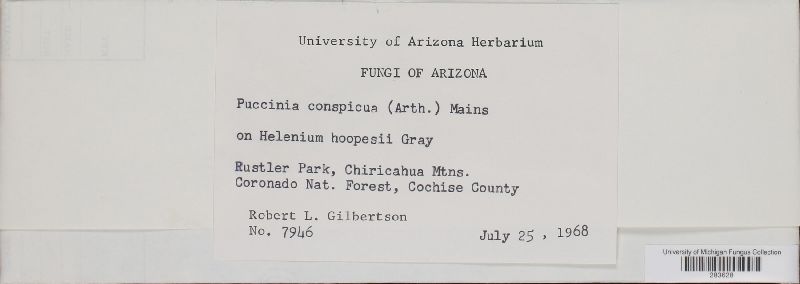 University of Arizona Herbarium
FUNGI OF ARIZONA
Puccinia conspicua (Arth.) Mains
on Helenium hoopesii Gray
Rustler Park, Chiricahua Mtns.
Coronado Nat. Forest, Cochise County
Robert L. Gilbertson
No. 7946
July 25, 1968
University of Michigan Fungus Collection
203620